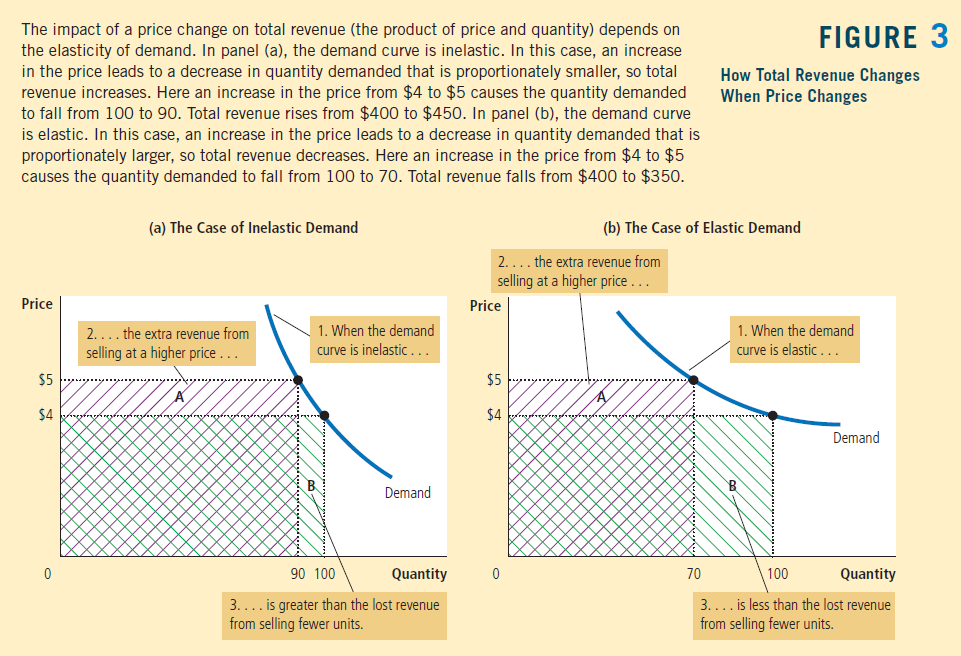 The impact of a price change on total revenue (the product of price and quantity) depends on
the elasticity of demand. In panel (a), the demand curve is inelastic. In this case, an increase
in the price leads to a decrease in quantity demanded that is proportionately smaller, so total
revenue increases. Here an increase in the price from $4 to $5 causes the quantity demanded
to fall from 100 to 90. Total revenue rises from $400 to $450. In panel (b), the demand curve
is elastic. In this case, an increase in the price leads to a decrease in quantity demanded that is
proportionately larger, so total revenue decreases. Here an increase in the price from $4 to $5
causes the quantity demanded to fall from 100 to 70. Total revenue falls from $400 to $350.
FIGURE 3
How Total Revenue Changes
When Price Changes
(a) The Case of Inelastic Demand
Price
2. . . . the extra revenue from
selling at a higher price . . .
1. When the demand
curve is inelastic . . .
$5
A
$4
B
Demand
0
90
100
Quantity
3. . . . is greater than the lost revenue
from selling fewer units.
(b) The Case of Elastic Demand
2. . . . the extra revenue from
selling at a higher price . . .
Price
1. When the demand
curve is elastic . . .
$5
A
$4
Demand
B
0
70
100
Quantity
3. . . . is less than the lost revenue
from selling fewer units.